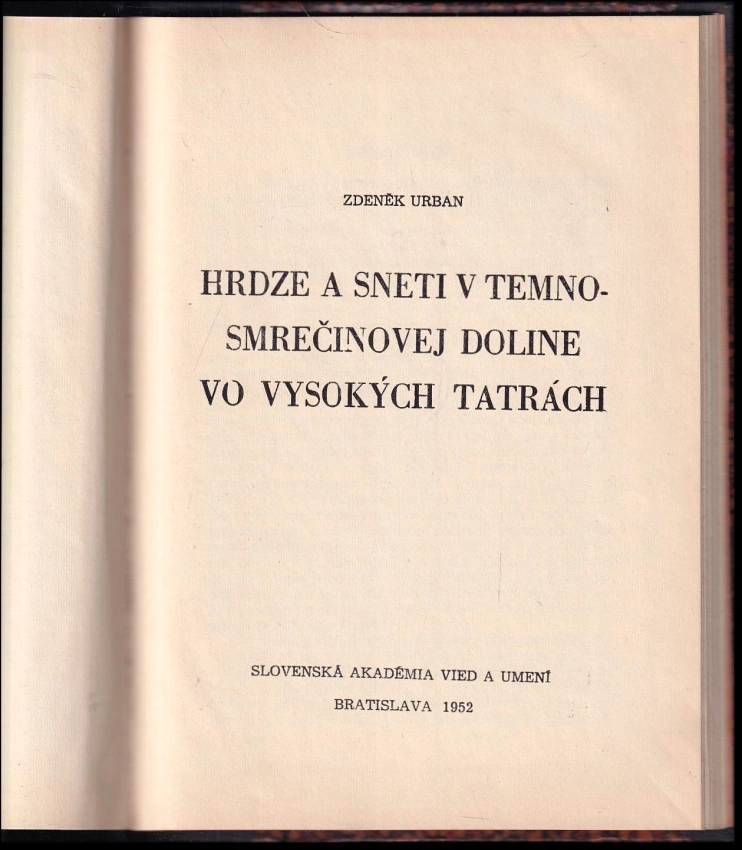 ZDENĚK URBAN
HRDZE A SNETI V TEMNO-
SMREČINOVEJ DOLINE
VO VYSOKÝCH TATRÁCH
SLOVENSKÁ AKADÉMIA VIED A UMENÍ
BRATISLAVA 1952